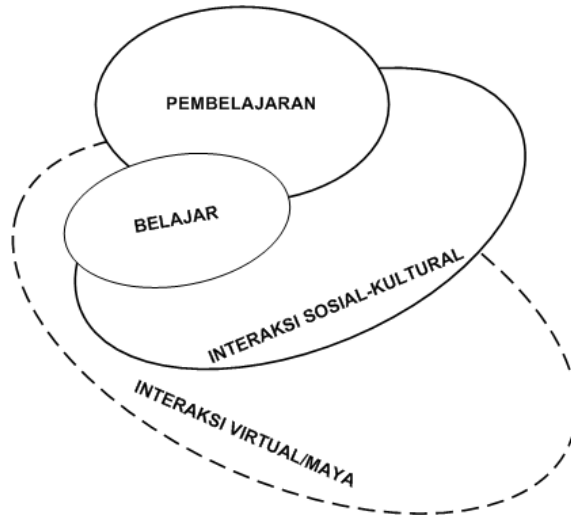 PEMBELAJARAN
BELAJAR
INTERAKSI SOSIAL-KULTURAL
INTERAKSI VIRTUAL/MAYA